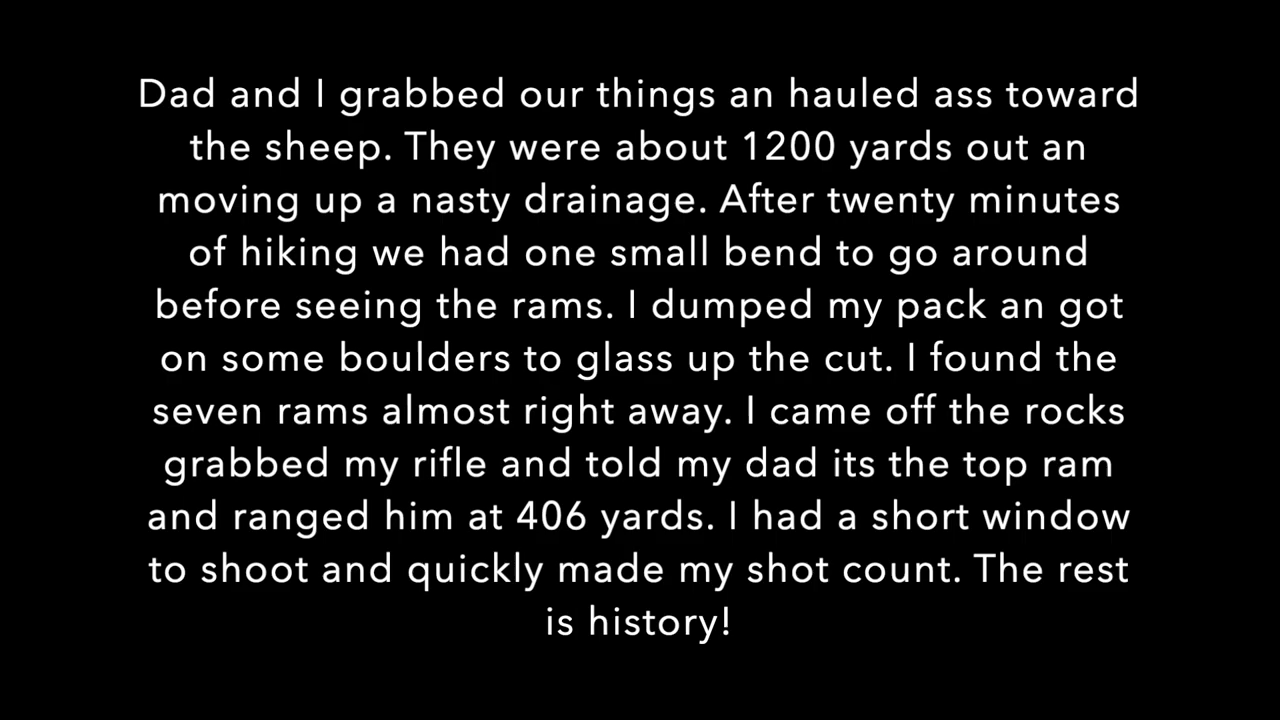 Dad and I grabbed our things an hauled ass toward
the sheep. They were about 1200 yards out an
moving up a nasty drainage. After twenty minutes
of hiking we had one small bend to go around
before seeing the rams. I dumped my pack an got
on some boulders to glass up the cut. I found the
seven rams almost right away. I came off the rocks
grabbed my rifle and told my dad its the top ram
and ranged him at 406 yards. I had a short window
to shoot and quickly made my shot count. The rest
is history!